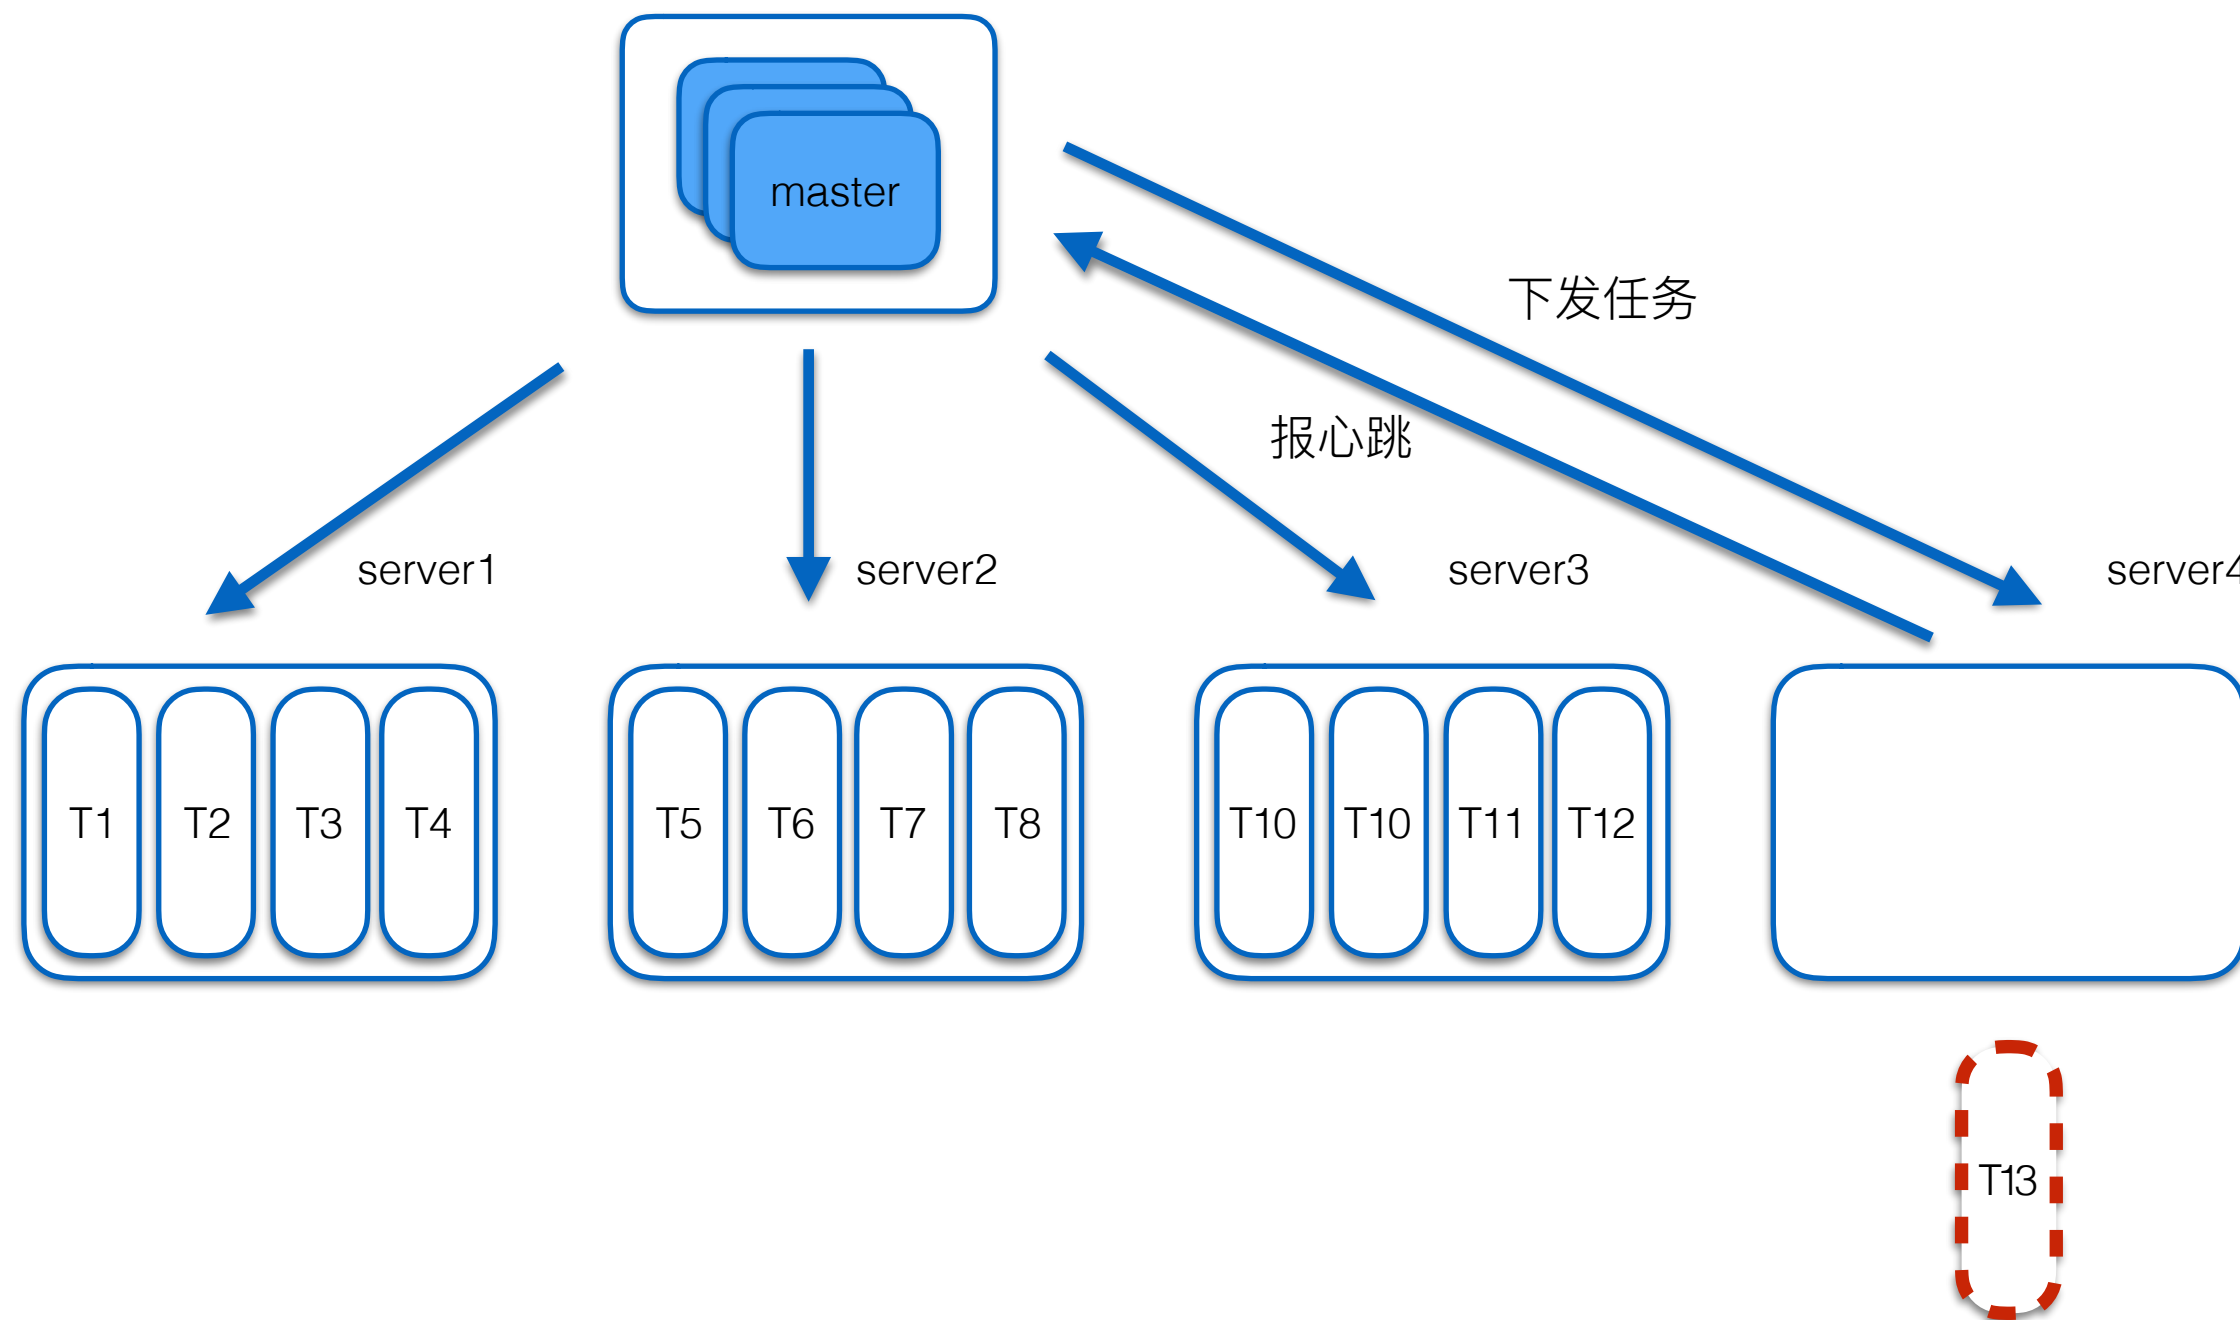 master
下发任务
报心跳
server1
server2
server3
server4
T1
T2
T3
T4
T5
T6
T7
T8
T10
T10
T11
T12
T13